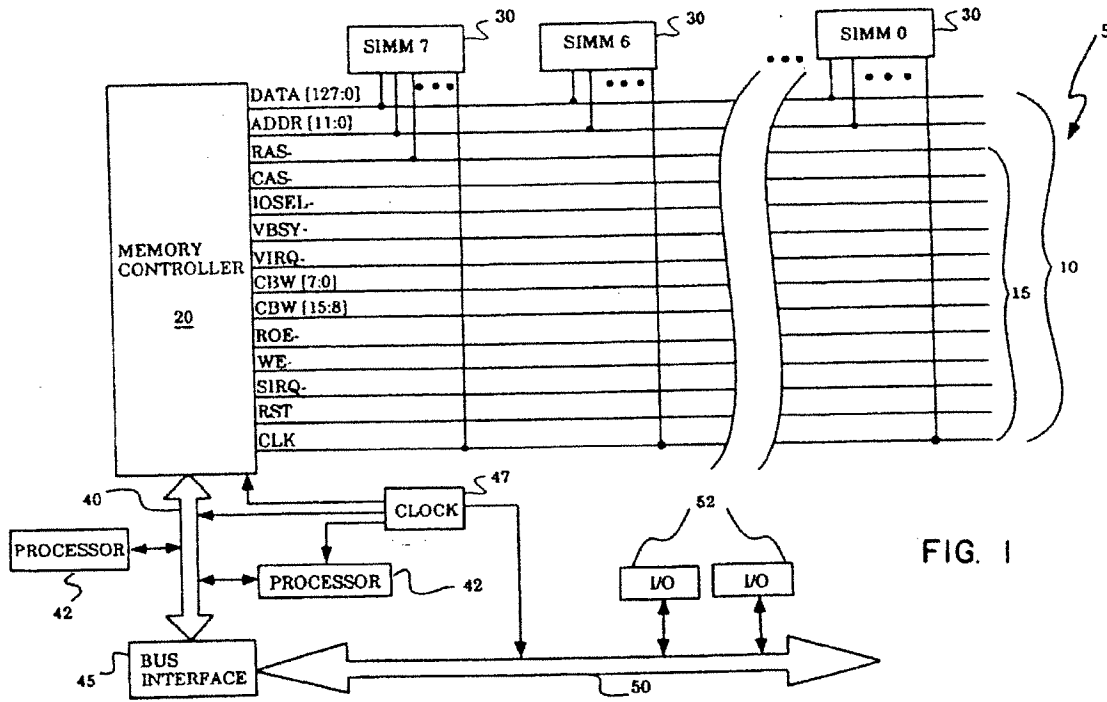 SIMM 7
30
SIMM 6
30
SIMM 0
30
5
DATA [127:0]
ADDR [11:0]
RAS-
CAS-
IOSEL-
VBSY-
VIRQ-
CBW [7:0]
CBW [15:8]
ROE-
WE-
SIRQ-
RST
CLK
MEMORY
CONTROLLER
20
15
10
40
47
CLOCK
52
PROCESSOR
42
PROCESSOR
42
I/O
I/O
FIG. 1
45
BUS
INTERFACE
50